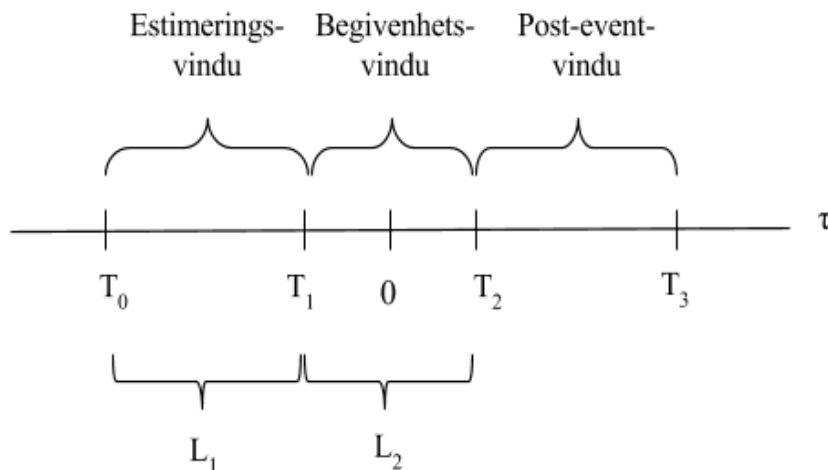 Estimerings-
vindu
Begivenhets-
vindu
Post-event-
vindu
τ
T₀
T₁
0
T₂
T₃
L₁
L₂